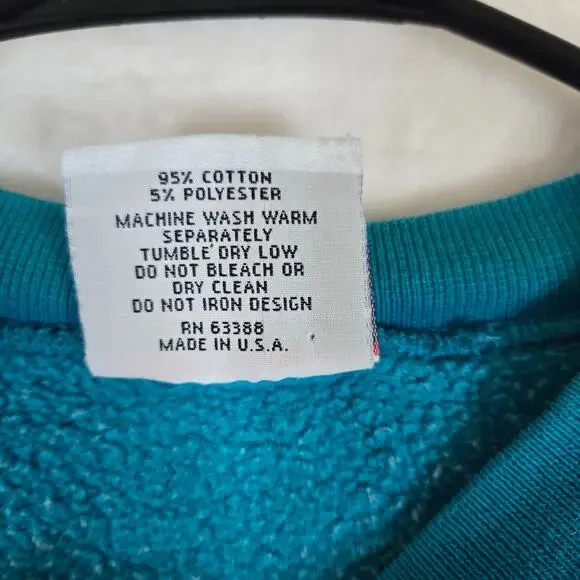 95% COTTON
5% POLYESTER
MACHINE WASH WARM
SEPARATELY
TUMBLE DRY LOW
DO NOT BLEACH OR
DRY CLEAN
DO NOT IRON DESIGN
RN 63388
MADE IN U.S.A.